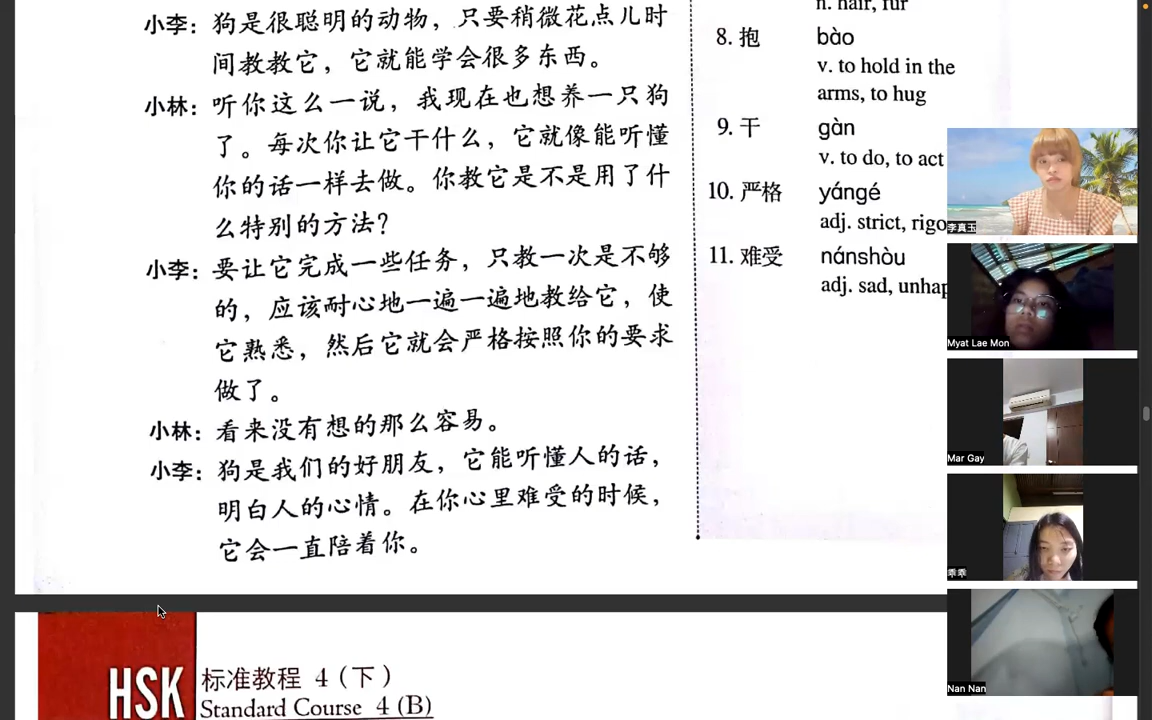 小李：狗是很聪明的动物，只要稍微花点儿时
间教教它，它就能学会很多东西。
小林：听你这么一说，我现在也想养一只狗
了。每次你让它干什么，它就像能听懂
你的话一样去做。你教它是不是用了什
么特别的方法？
小李：要让它完成一些任务，只教一次是不够
的，应该耐心地一遍一遍地教给它，使
它熟悉，然后它就会严格按照你的要求
做了。
小林：看来没有想的那么容易。
小李：狗是我们的好朋友，它能听懂人的话，
明白人的心情。在你心里难受的时候，
它会一直陪着你。
n. hair, fur
8. 抱 bào
v. to hold in the
arms, to hug
9. 干 gàn
v. to do, to act
10. 严格 yángé
adj. strict, rigo
11. 难受 nánshòu
adj. sad, unhap
李真玉
Myat Lae Mon
Mar Gay
乖乖
Nan Nan
HSK 标准教程 4（下）
Standard Course 4 (B)